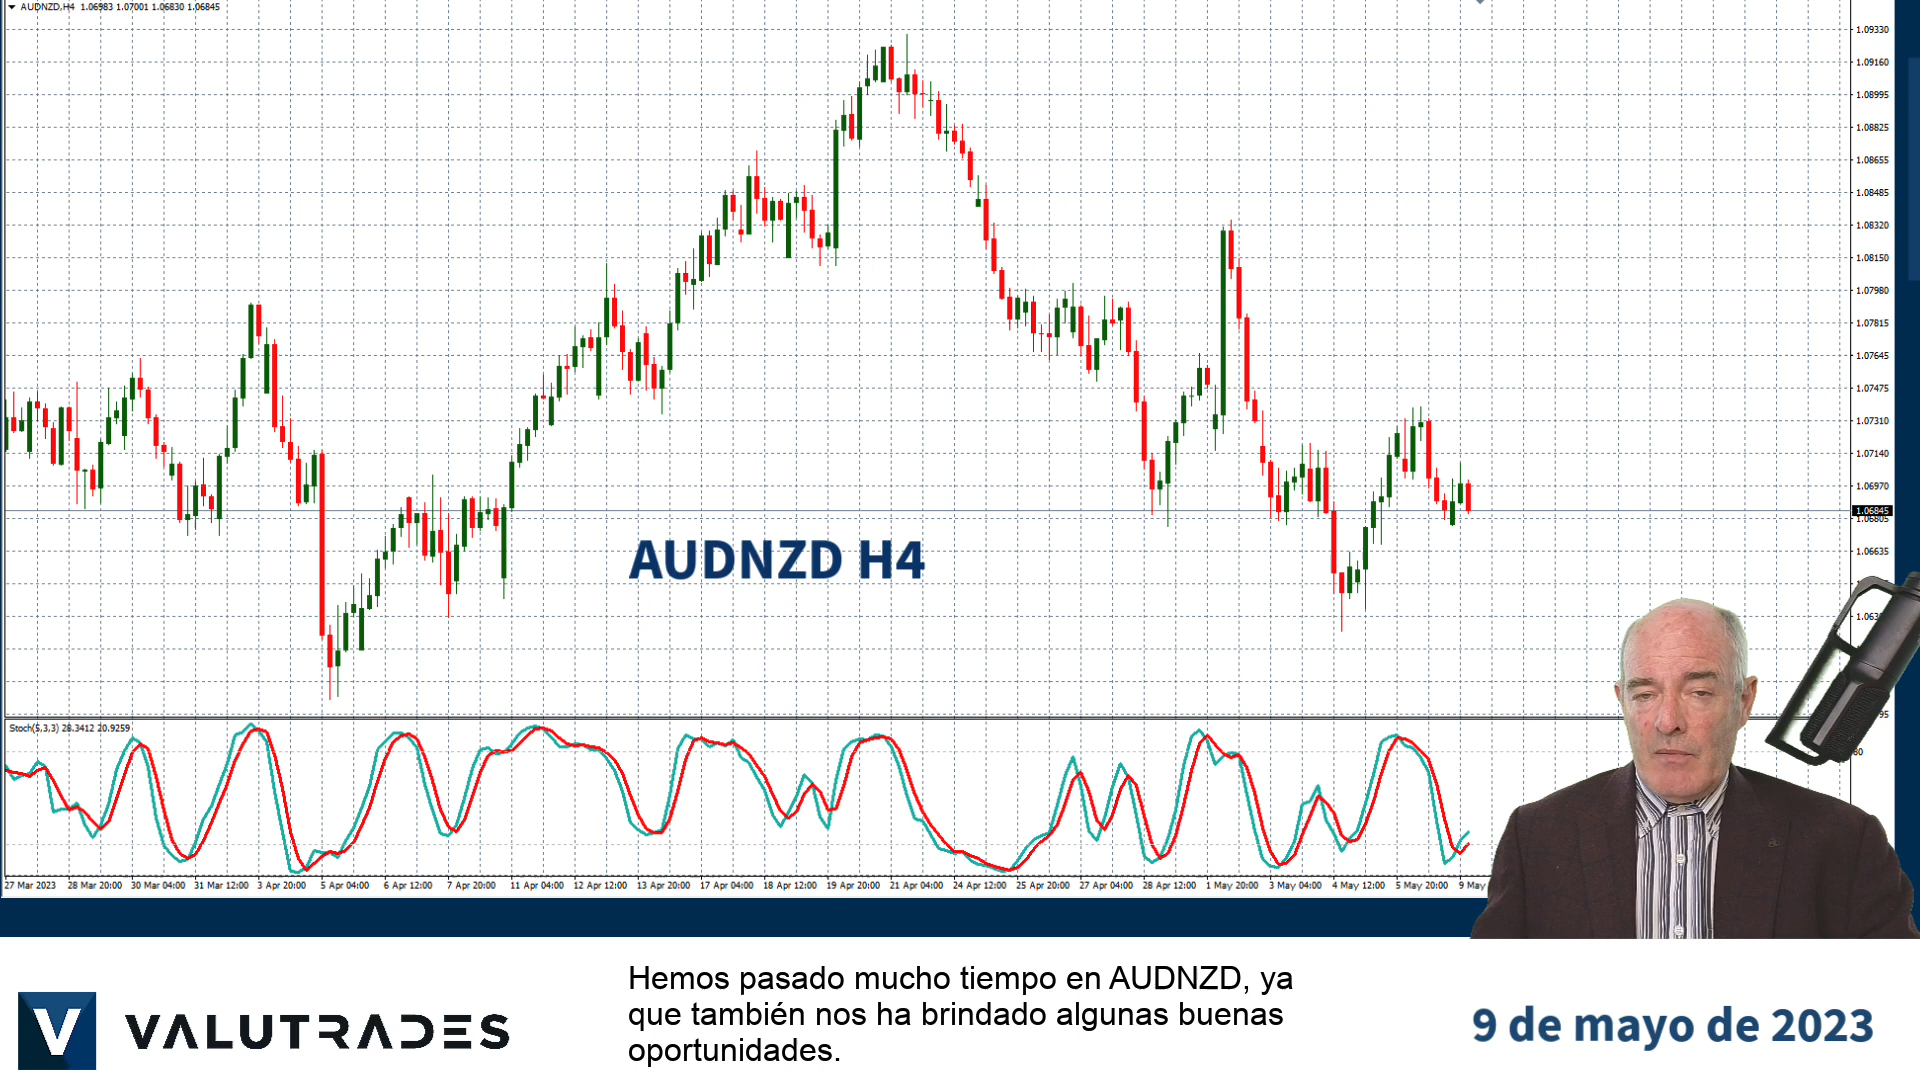 AUDNZD,H4 1.06983 1.07001 1.06830 1.06845
1.09330
1.09160
1.08995
1.08825
1.08655
1.08485
1.08320
1.08150
1.07980
1.07815
1.07645
1.07475
1.07310
1.07140
1.06970
1.06845
1.06805
1.06635
AUDNZD H4
Stoch(5,3,3) 28.3412 20.9259
80
27 Mar 2023 28 Mar 20:00 30 Mar 04:00 31 Mar 12:00 3 Apr 20:00 5 Apr 04:00 6 Apr 12:00 7 Apr 20:00 11 Apr 04:00 12 Apr 12:00 13 Apr 20:00 17 Apr 04:00 18 Apr 12:00 19 Apr 20:00 21 Apr 04:00 24 Apr 12:00 25 Apr 20:00 27 Apr 04:00 28 Apr 12:00 1 May 20:00 3 May 04:00 4 May 12:00 5 May 20:00 9 May
Hemos pasado mucho tiempo en AUDNZD, ya
que también nos ha brindado algunas buenas
oportunidades.
VALUTRADES
9 de mayo de 2023